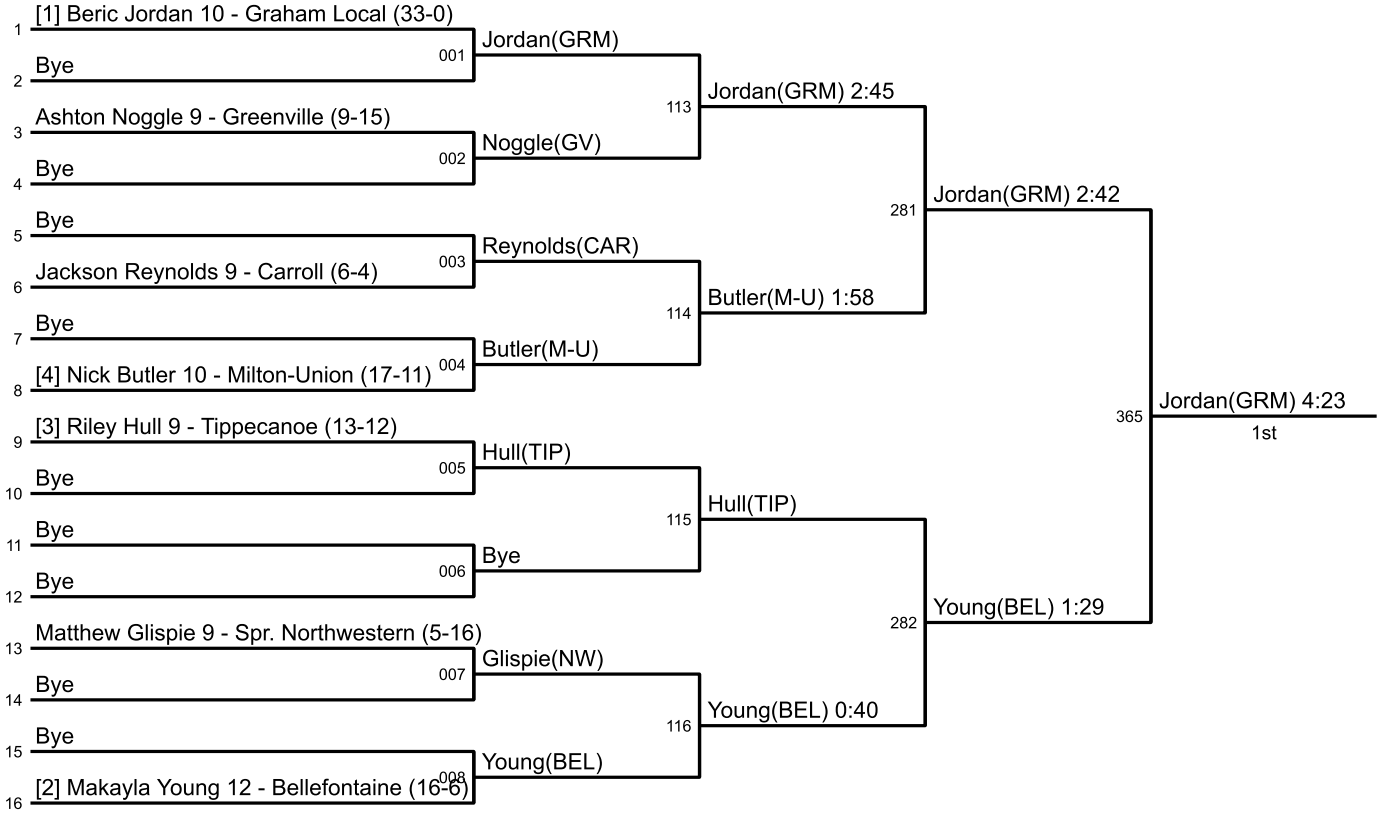 [1] Beric Jordan 10 - Graham Local (33-0)
1
001
Jordan(GRM)
Bye
2
113
Jordan(GRM) 2:45
Ashton Noggle 9 - Greenville (9-15)
3
002
Noggle(GV)
Bye
4
281
Jordan(GRM) 2:42
Bye
5
003
Reynolds(CAR)
Jackson Reynolds 9 - Carroll (6-4)
6
114
Butler(M-U) 1:58
Bye
7
004
Butler(M-U)
[4] Nick Butler 10 - Milton-Union (17-11)
8
365
Jordan(GRM) 4:23
1st
[3] Riley Hull 9 - Tippecanoe (13-12)
9
005
Hull(TIP)
Bye
10
115
Hull(TIP)
Bye
11
006
Bye
Bye
12
282
Young(BEL) 1:29
Matthew Glispie 9 - Spr. Northwestern (5-16)
13
007
Glispie(NW)
Bye
14
116
Young(BEL) 0:40
Bye
15
008
Young(BEL)
[2] Makayla Young 12 - Bellefontaine (16-6)
16